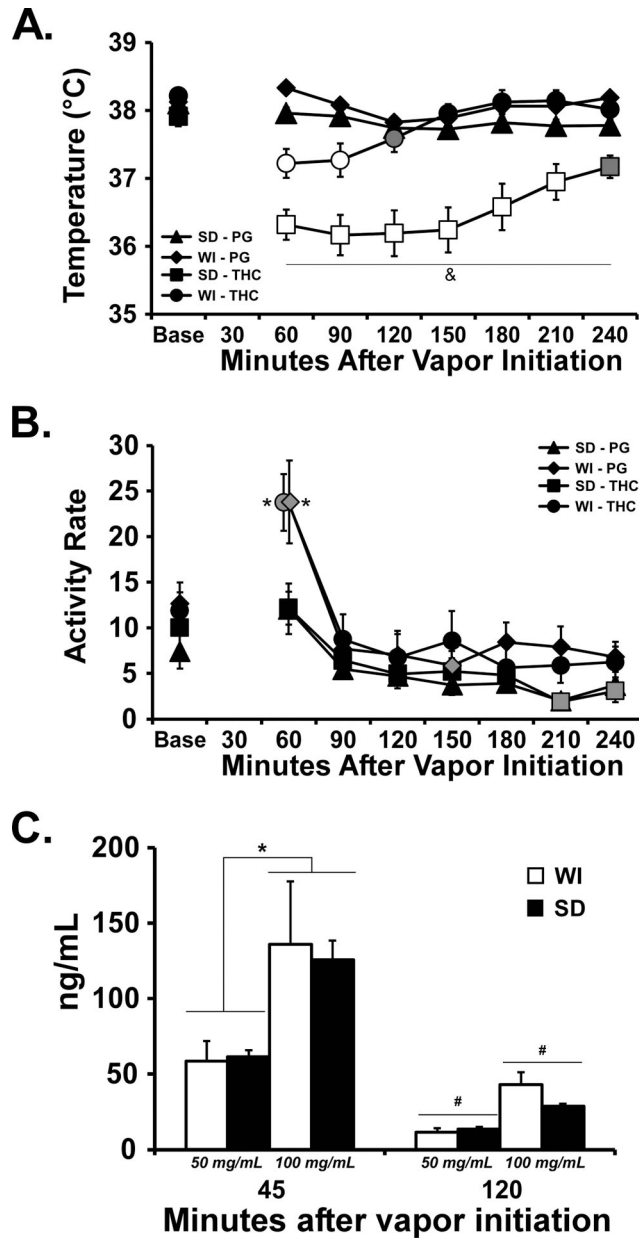 A.
Temperature (°C)
39
38
37
36
35
SD - PG
WI - PG
SD - THC
WI - THC
&
Base 30 60 90 120 150 180 210 240
Minutes After Vapor Initiation
B.
Activity Rate
30
25
20
15
10
5
0
* *
SD - PG
WI - PG
SD - THC
WI - THC
Base 30 60 90 120 150 180 210 240
Minutes After Vapor Initiation
C.
ng/mL
200
150
100
50
0
*
WI
SD
#
#
50 mg/mL 100 mg/mL 50 mg/mL 100 mg/mL
45 120
Minutes after vapor initiation